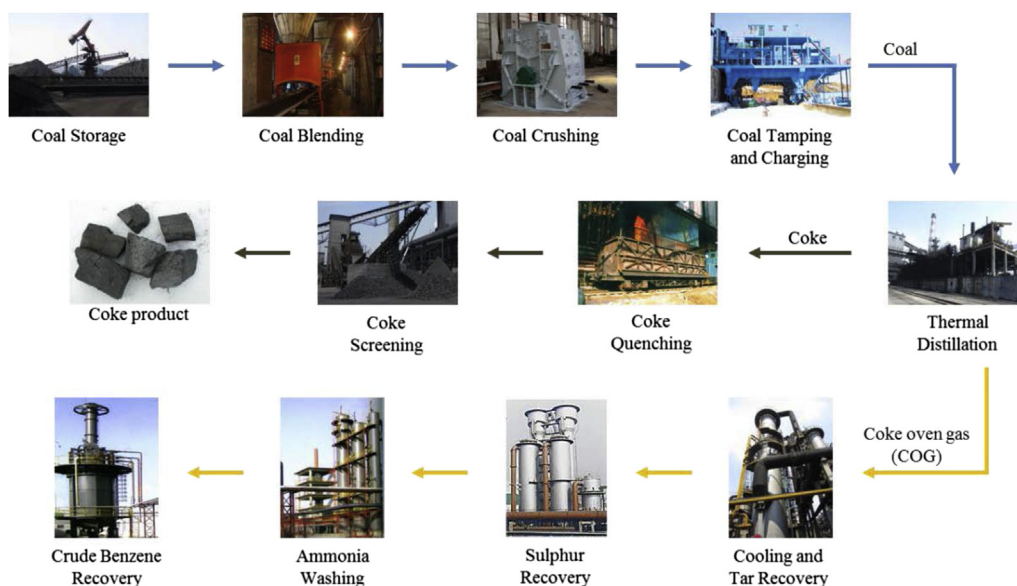 Coal
Coal Storage
Coal Blending
Coal Crushing
Coal Tamping
and Charging
Coke
Coke product
Coke
Screening
Coke
Quenching
Thermal
Distillation
Coke oven gas
(COG)
Crude Benzene
Recovery
Ammonia
Washing
Sulphur
Recovery
Cooling and
Tar Recovery